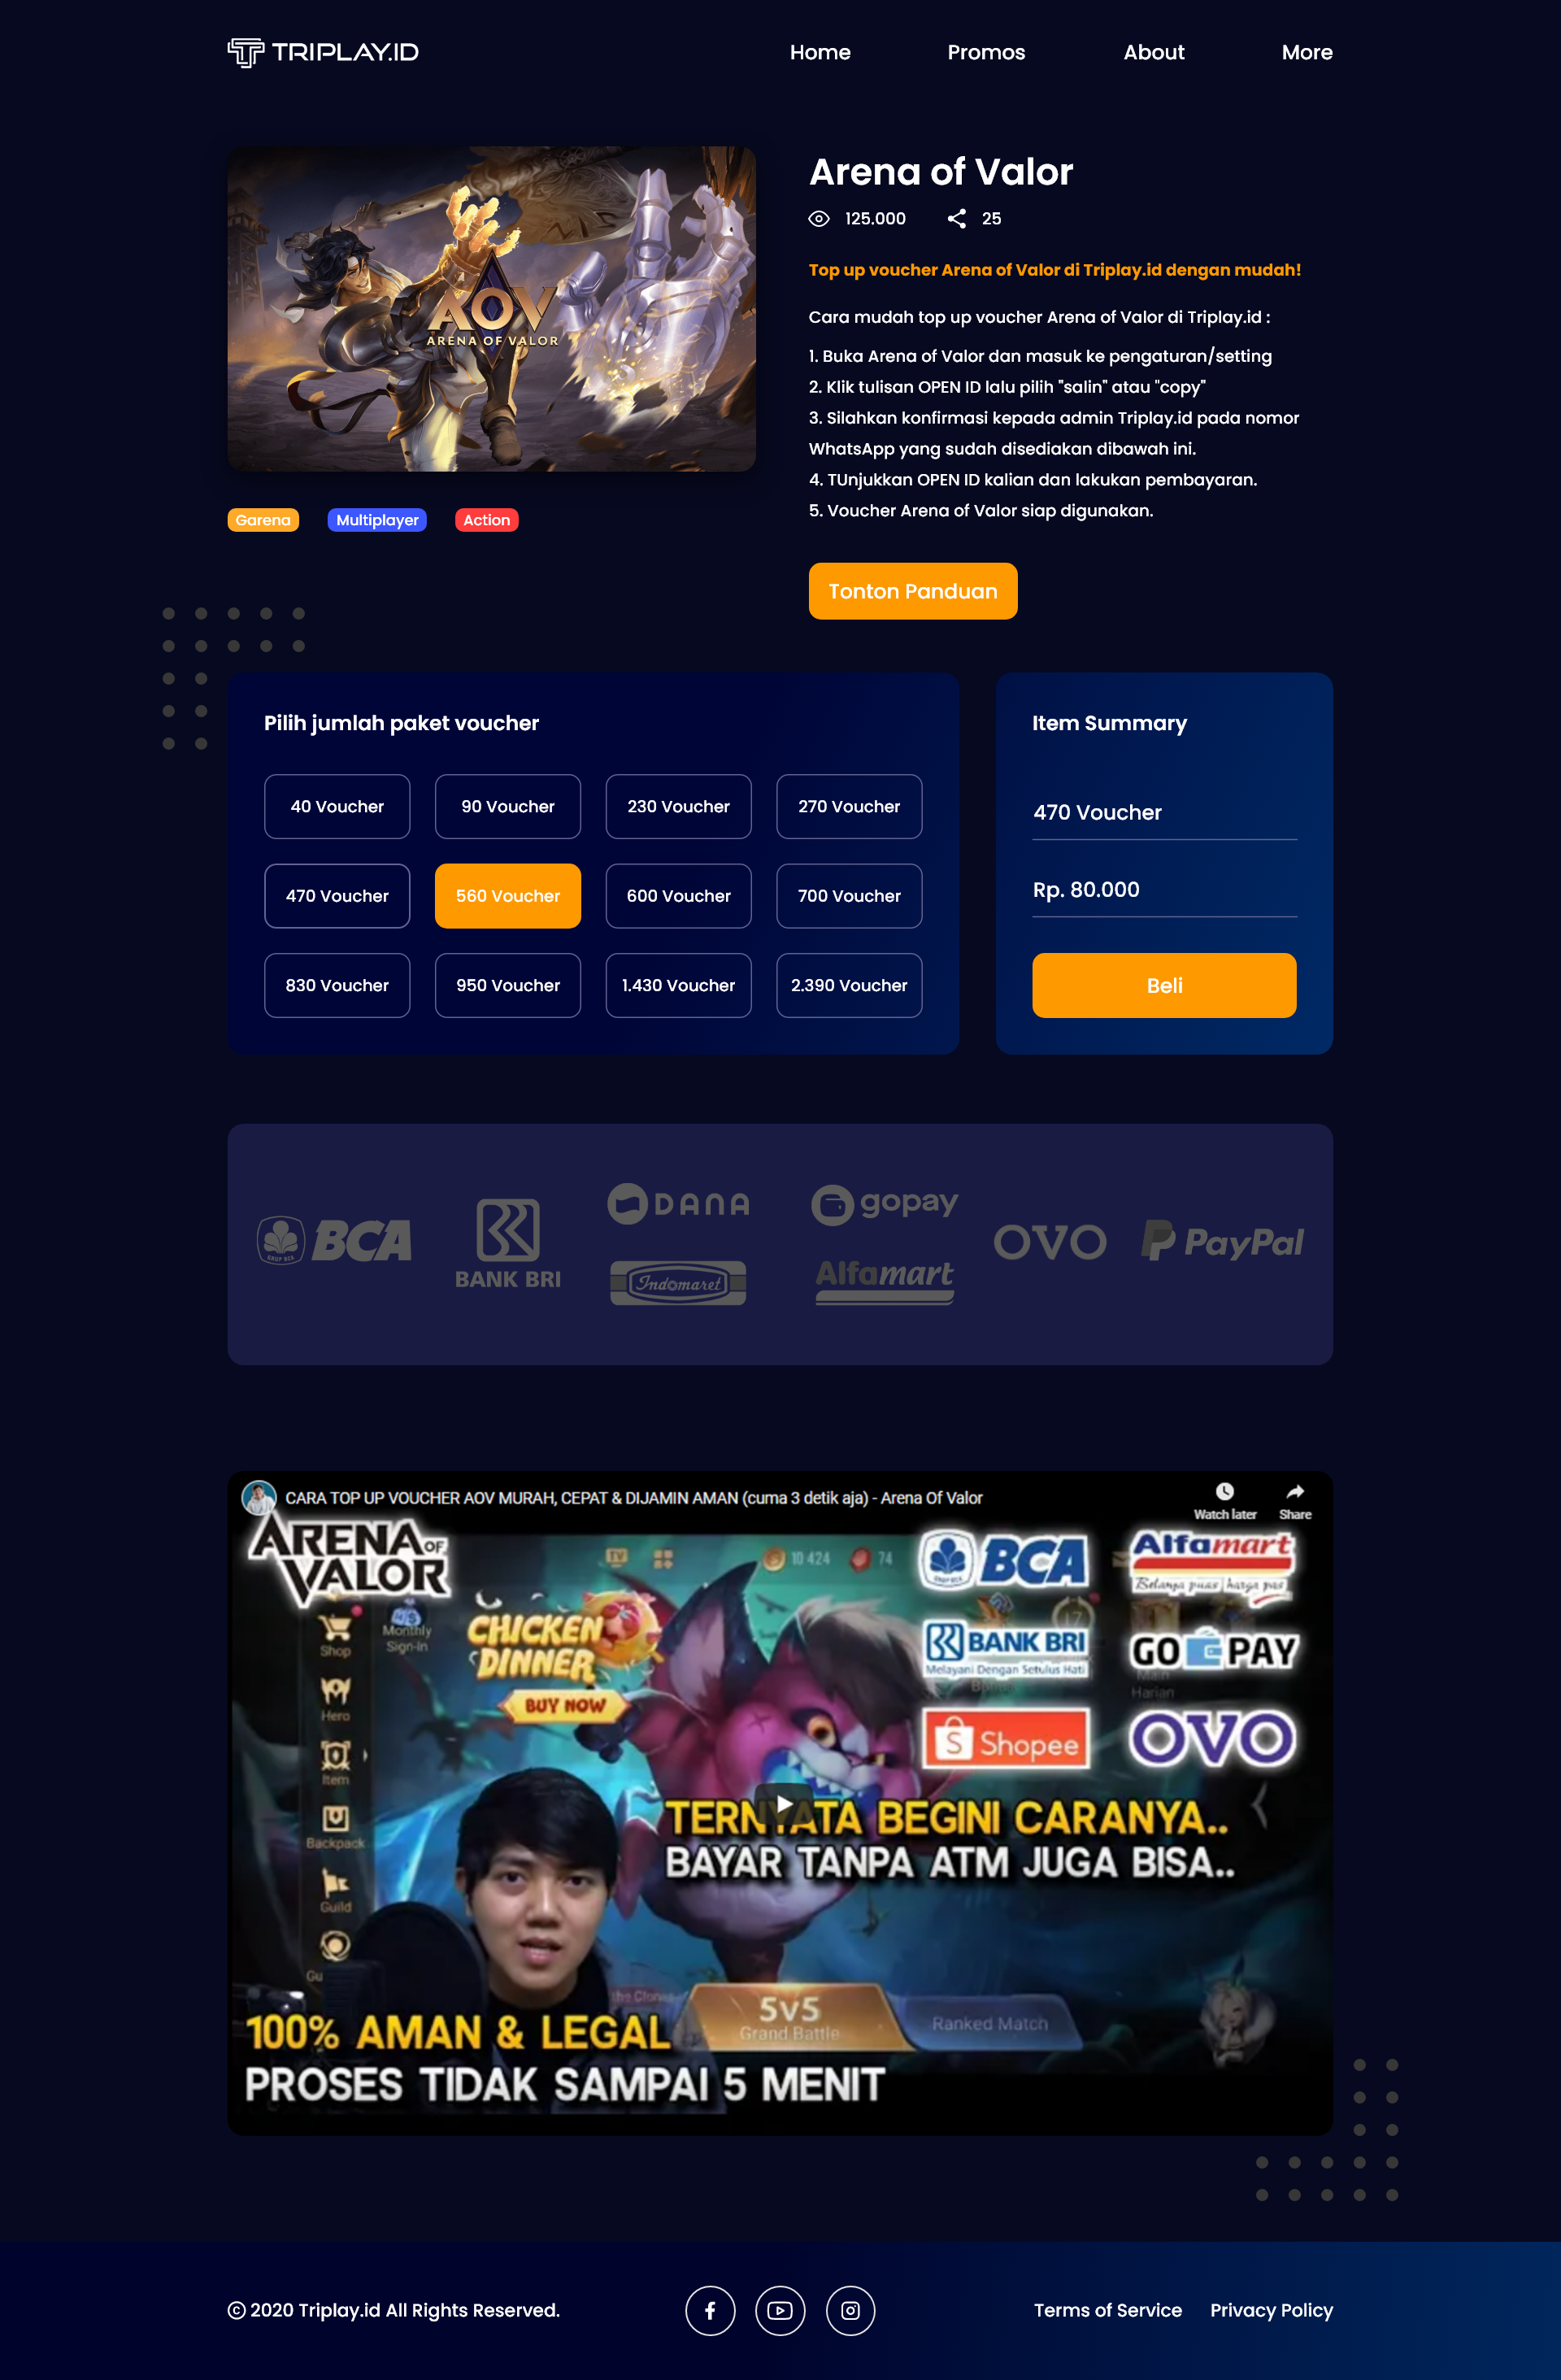 TRIPLAY.ID
Home
Promos
About
More
AOV
ARENA OF VALOR
Garena
Multiplayer
Action
Arena of Valor
125.000
25
Top up voucher Arena of Valor di Triplay.id dengan mudah!
Cara mudah top up voucher Arena of Valor di Triplay.id :
1. Buka Arena of Valor dan masuk ke pengaturan/setting
2. Klik tulisan OPEN ID lalu pilih "salin" atau "copy"
3. Silahkan konfirmasi kepada admin Triplay.id pada nomor
WhatsApp yang sudah disediakan dibawah ini.
4. TUnjukkan OPEN ID kalian dan lakukan pembayaran.
5. Voucher Arena of Valor siap digunakan.
Tonton Panduan
Pilih jumlah paket voucher
40 Voucher
90 Voucher
230 Voucher
270 Voucher
470 Voucher
560 Voucher
600 Voucher
700 Voucher
830 Voucher
950 Voucher
1.430 Voucher
2.390 Voucher
Item Summary
470 Voucher
Rp. 80.000
Beli
GRUP BCA
BCA
BANK BRI
DANA
Indomaret
gopay
Alfamart
OVO
P PayPal
CARA TOP UP VOUCHER AOV MURAH, CEPAT & DIJAMIN AMAN (cuma 3 detik aja) - Arena Of Valor
Watch later
Share
ARENA OF
VALOR
TV
10 424
74
BCA
Alfamart
Belanja puas harga pas
Monthly
Sign-In
Shop
CHICKEN
DINNER
BUY NOW
17
BANK BRI
Melayani Dengan Setulus Hati
GO PAY
Main
Harian
Hero
S Shopee
OVO
Item
Backpack
TERNYATA BEGINI CARANYA..
BAYAR TANPA ATM JUGA BISA..
Guild
Gu
the Clones
5v5
Grand Battle
Ranked Match
100% AMAN & LEGAL
PROSES TIDAK SAMPAI 5 MENIT
© 2020 Triplay.id All Rights Reserved.
Terms of Service
Privacy Policy